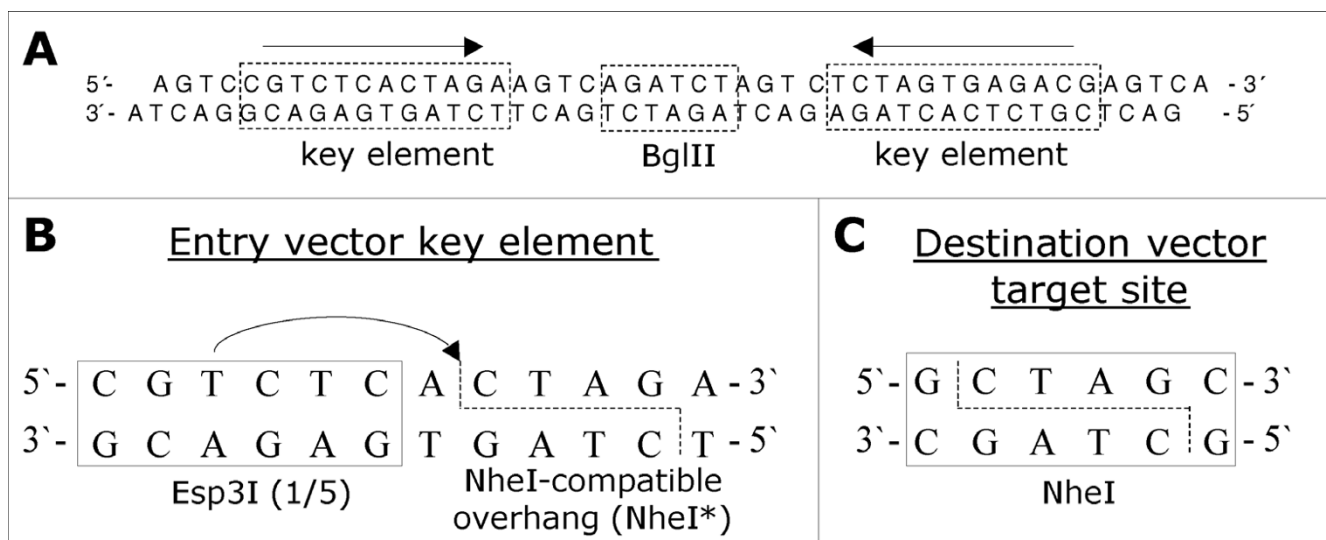 A
5´- AGTCCGTCTCACTAGAAGTCAGATCTAGTCTCTAGTGAGACGAGTCA - 3´
3´- ATCAGGCAGAGTGATCTTCAGTCTAGATCAGAGATCACTCTGCTCAG - 5´
key element BglII key element
B Entry vector key element
5`- C G T C T C A C T A G A -3`
3`- G C A G A G T G A T C T -5`
Esp3I (1/5) NheI-compatible
overhang (NheI*)
C Destination vector
target site
5`- G C T A G C -3`
3`- C G A T C G -5`
NheI